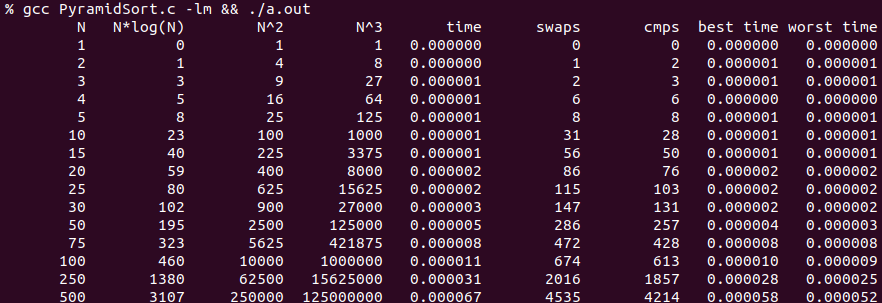 % gcc PyramidSort.c -lm && ./a.out
N N*log(N) N^2 N^3 time swaps cmps best time worst time
1 0 1 1 0.000000 0 0 0.000000 0.000000
2 1 4 8 0.000000 1 2 0.000001 0.000001
3 3 9 27 0.000001 2 3 0.000001 0.000001
4 5 16 64 0.000001 6 6 0.000000 0.000000
5 8 25 125 0.000001 8 8 0.000001 0.000001
10 23 100 1000 0.000001 31 28 0.000001 0.000001
15 40 225 3375 0.000001 56 50 0.000001 0.000001
20 59 400 8000 0.000002 86 76 0.000002 0.000002
25 80 625 15625 0.000002 115 103 0.000002 0.000002
30 102 900 27000 0.000003 147 131 0.000002 0.000002
50 195 2500 125000 0.000005 286 257 0.000004 0.000003
75 323 5625 421875 0.000008 472 428 0.000008 0.000008
100 460 10000 1000000 0.000011 674 613 0.000010 0.000009
250 1380 62500 15625000 0.000031 2016 1857 0.000028 0.000025
500 3107 250000 125000000 0.000067 4535 4214 0.000058 0.000052